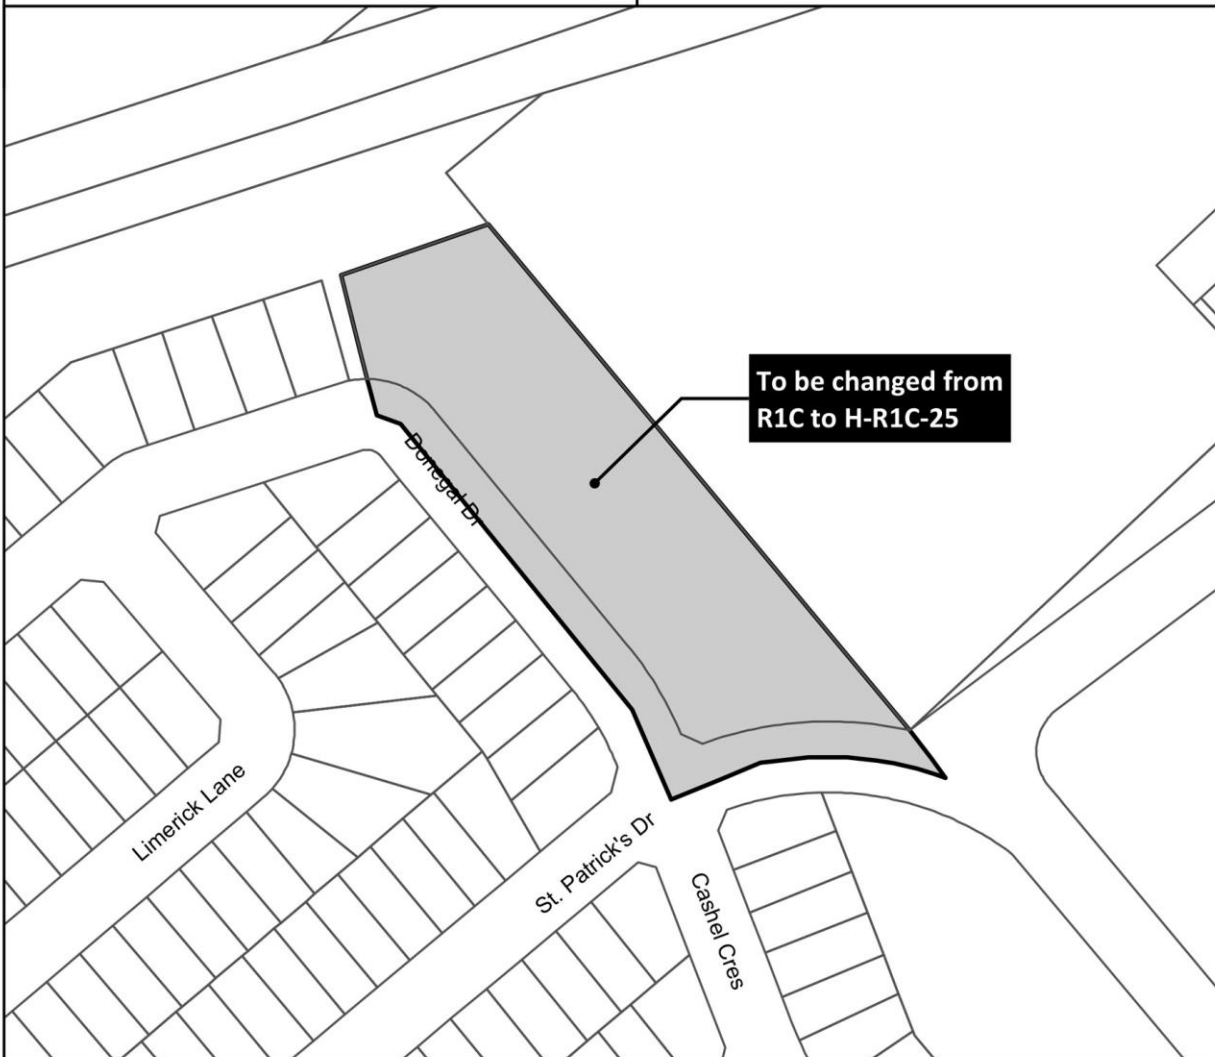 To be changed from
R1C to H-R1C-25
Donegal Dr
Limerick Lane
St. Patrick's Dr
Cashel Cres